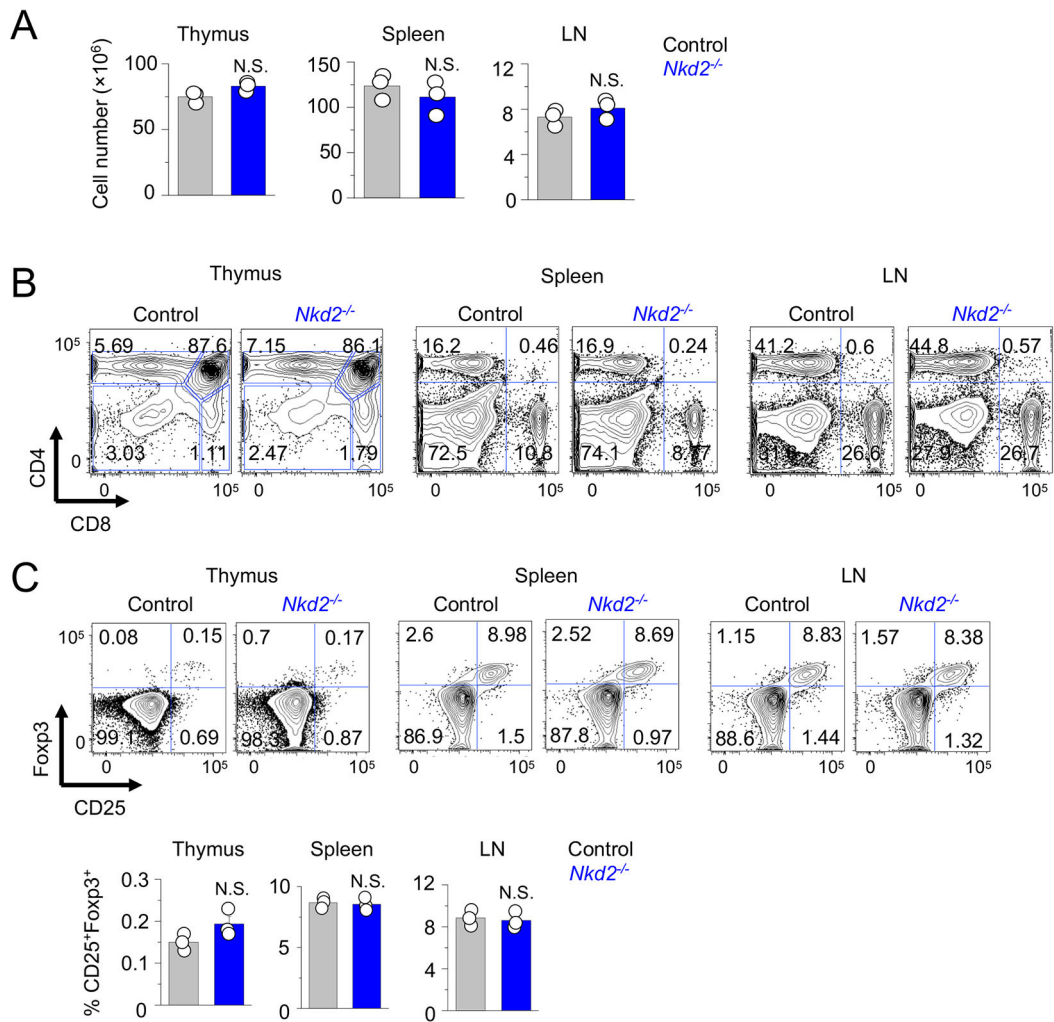 A
Thymus
Spleen
LN
Control
Nkd2-/-
Cell number (×10⁶)
100
50
0
N.S.
150
100
50
0
N.S.
12
8
4
0
N.S.
B
Thymus
Spleen
LN
Control
Nkd2-/-
Control
Nkd2-/-
Control
Nkd2-/-
10⁵
5.69
87.6
7.15
86.1
16.2
0.46
16.9
0.24
41.2
0.6
44.8
0.57
CD4
0
3.03
1.11
2.47
1.79
72.5
10.8
74.1
26.6
27.9
26.7
0
10⁵
0
10⁵
0
10⁵
0
10⁵
0
10⁵
0
10⁵
CD8
C
Thymus
Spleen
LN
Control
Nkd2-/-
Control
Nkd2-/-
Control
Nkd2-/-
10⁵
0.08
0.15
0.7
0.17
2.6
8.98
2.52
8.69
1.15
8.83
1.57
8.38
Foxp3
0
99.1
0.69
98.3
0.87
86.9
1.5
87.8
0.97
88.6
1.44
1.32
0
10⁵
0
10⁵
0
10⁵
0
10⁵
0
10⁵
0
10⁵
CD25
Thymus
Spleen
LN
Control
Nkd2-/-
% CD25⁺Foxp3⁺
0.3
0.2
0.1
0
N.S.
10
5
0
N.S.
12
8
4
0
N.S.